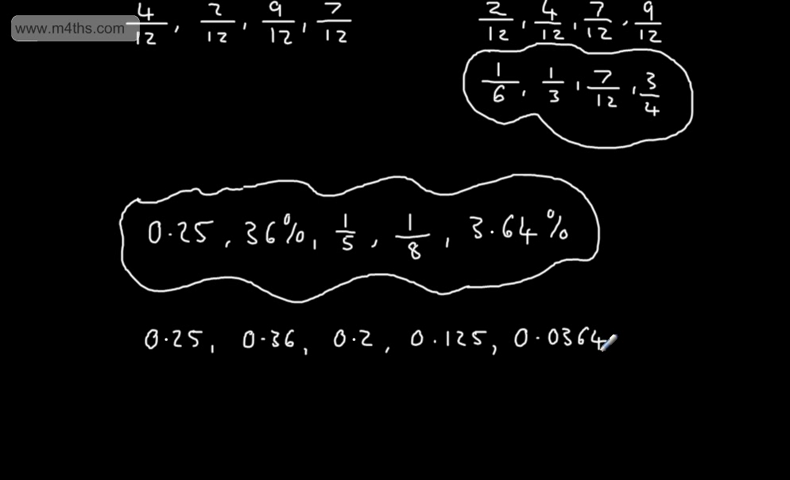 www.m4ths.com
4/12, 2/12, 9/12, 7/12
2/12, 4/12, 7/12, 9/12
1/6, 1/3, 7/12, 3/4
0.25, 36%, 1/5, 1/8, 3.64%
0.25, 0.36, 0.2, 0.125, 0.0364